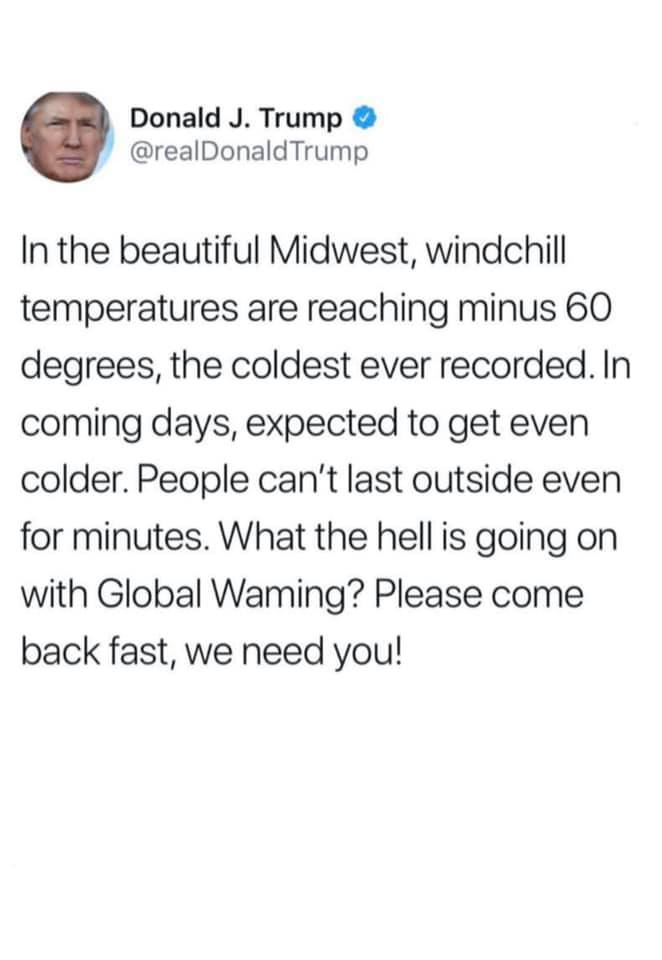 Donald J. Trump
@realDonaldTrump
In the beautiful Midwest, windchill
temperatures are reaching minus 60
degrees, the coldest ever recorded. In
coming days, expected to get even
colder. People can't last outside even
for minutes. What the hell is going on
with Global Waming? Please come
back fast, we need you!